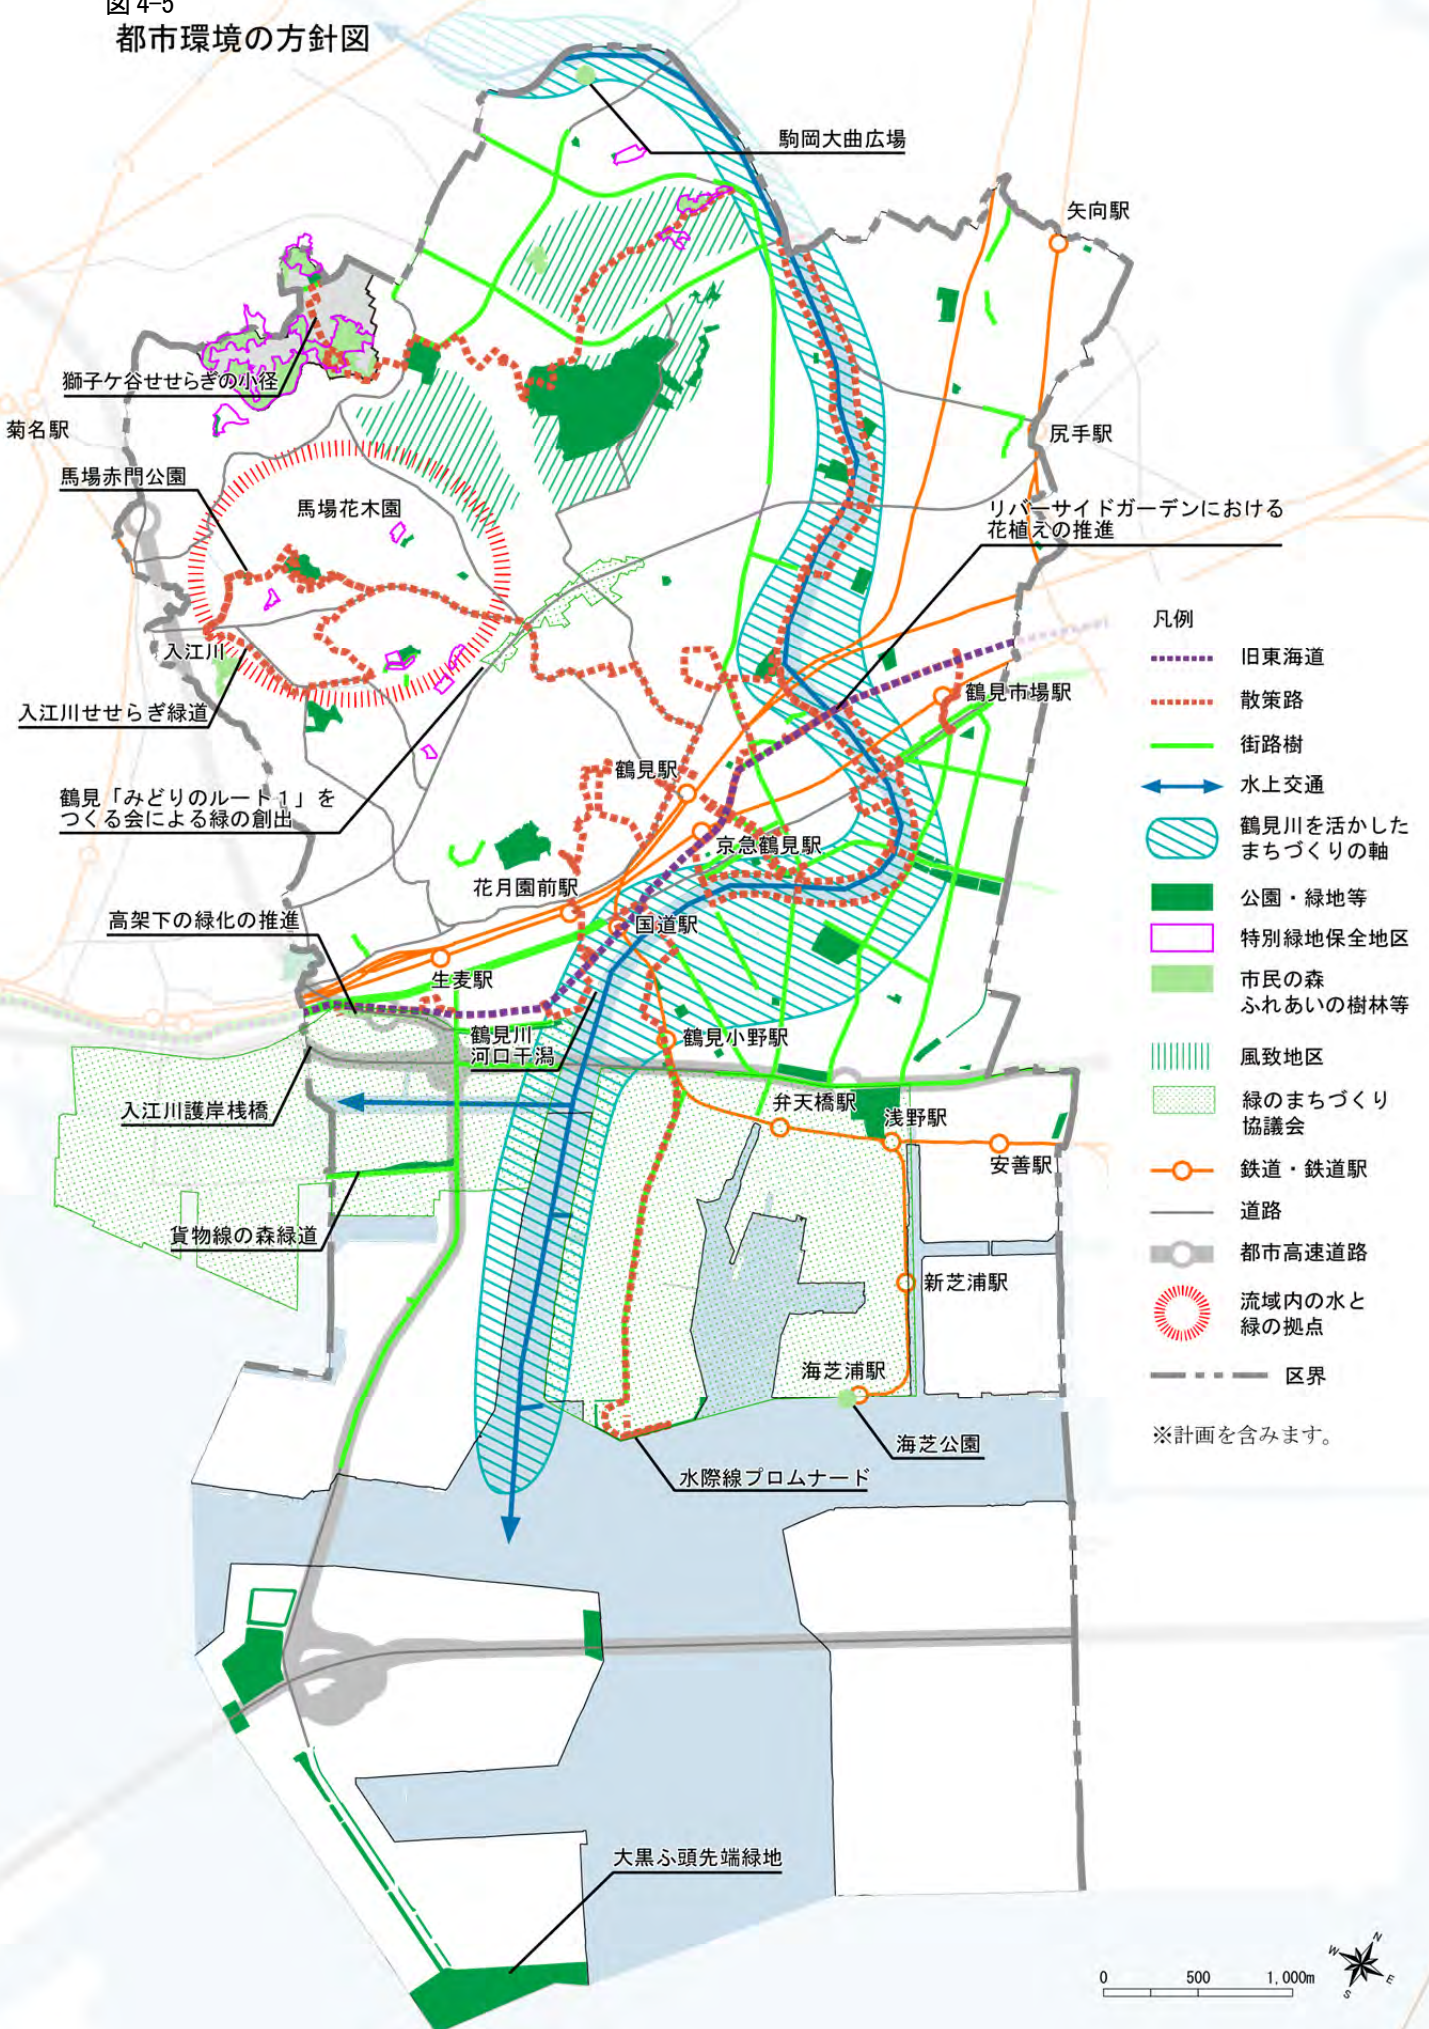 図 4-5
都市環境の方針図
駒岡大曲広場
矢向駅
獅子ケ谷せせらぎの小径
菊名駅
尻手駅
馬場赤門公園
馬場花木園
リバーサイドガーデンにおける
花植えの推進
入江川
入江川せせらぎ緑道
鶴見市場駅
鶴見駅
鶴見「みどりのルート１」を
つくる会による緑の創出
京急鶴見駅
花月園前駅
高架下の緑化の推進
国道駅
生麦駅
鶴見川
河口干潟
鶴見小野駅
入江川護岸桟橋
弁天橋駅
浅野駅
安善駅
貨物線の森緑道
新芝浦駅
海芝浦駅
海芝公園
水際線プロムナード
大黒ふ頭先端緑地
凡例
旧東海道
散策路
街路樹
水上交通
鶴見川を活かした
まちづくりの軸
公園・緑地等
特別緑地保全地区
市民の森
ふれあいの樹林等
風致地区
緑のまちづくり
協議会
鉄道・鉄道駅
道路
都市高速道路
流域内の水と
緑の拠点
区界
※計画を含みます。
0 500 1,000m
N
W
E
S